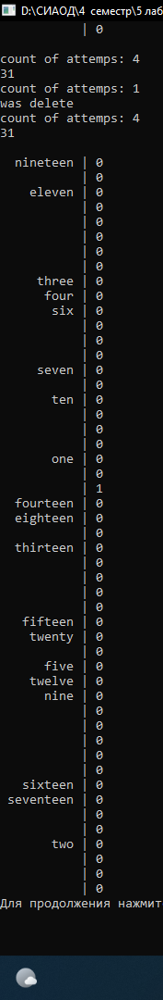 D:\СИАОД\4 семестр\5 лаб
| 0
count of attemps: 4
31
count of attemps: 1
was delete
count of attemps: 4
31
nineteen | 0
| 0
eleven | 0
| 0
| 0
| 0
| 0
| 0
three | 0
four | 0
six | 0
| 0
| 0
| 0
seven | 0
| 0
ten | 0
| 0
| 0
| 0
one | 0
| 0
| 1
fourteen | 0
eighteen | 0
| 0
thirteen | 0
| 0
| 0
| 0
| 0
fifteen | 0
twenty | 0
| 0
five | 0
twelve | 0
nine | 0
| 0
| 0
| 0
| 0
| 0
sixteen | 0
seventeen | 0
| 0
| 0
two | 0
| 0
| 0
| 0
Для продолжения нажмит